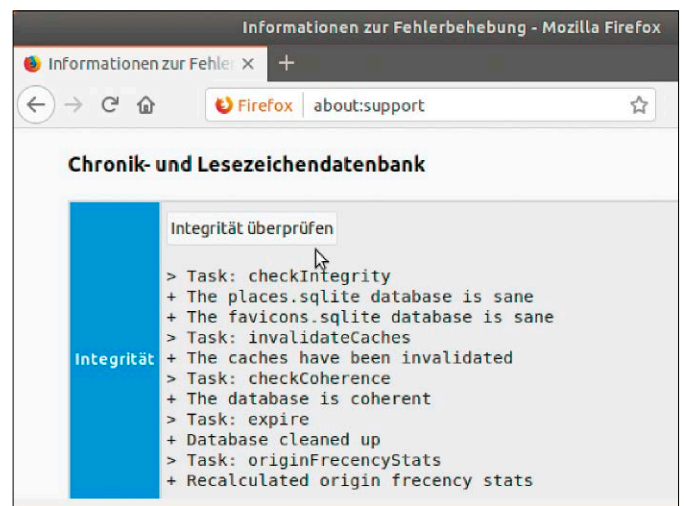 Informationen zur Fehlerbehebung - Mozilla Firefox
Informationen zur Fehler
Firefox about:support
Chronik- und Lesezeichendatenbank
Integrität überprüfen
> Task: checkIntegrity
+ The places.sqlite database is sane
+ The favicons.sqlite database is sane
> Task: invalidateCaches
Integrität + The caches have been invalidated
> Task: checkCoherence
+ The database is coherent
> Task: expire
+ Database cleaned up
> Task: originFrecencyStats
+ Recalculated origin frecency stats